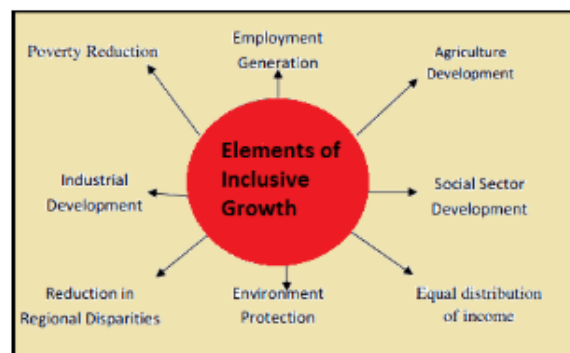 Poverty Reduction
Employment
Generation
Agriculture
Development
Elements of
Inclusive
Growth
Industrial
Development
Social Sector
Development
Reduction in
Regional Disparities
Environment
Protection
Equal distribution
of income